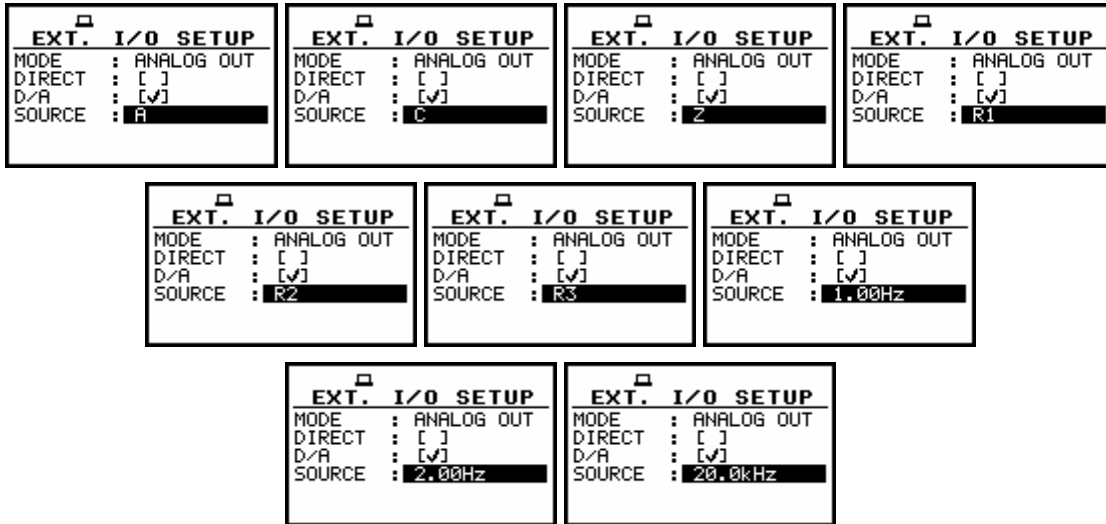 EXT. I/O SETUP
MODE : ANALOG OUT
DIRECT : [ ]
D/A : [✓]
SOURCE : A
EXT. I/O SETUP
MODE : ANALOG OUT
DIRECT : [ ]
D/A : [✓]
SOURCE : C
EXT. I/O SETUP
MODE : ANALOG OUT
DIRECT : [ ]
D/A : [✓]
SOURCE : Z
EXT. I/O SETUP
MODE : ANALOG OUT
DIRECT : [ ]
D/A : [✓]
SOURCE : R1
EXT. I/O SETUP
MODE : ANALOG OUT
DIRECT : [ ]
D/A : [✓]
SOURCE : R2
EXT. I/O SETUP
MODE : ANALOG OUT
DIRECT : [ ]
D/A : [✓]
SOURCE : R3
EXT. I/O SETUP
MODE : ANALOG OUT
DIRECT : [ ]
D/A : [✓]
SOURCE : 1.00Hz
EXT. I/O SETUP
MODE : ANALOG OUT
DIRECT : [ ]
D/A : [✓]
SOURCE : 2.00Hz
EXT. I/O SETUP
MODE : ANALOG OUT
DIRECT : [ ]
D/A : [✓]
SOURCE : 20.0kHz